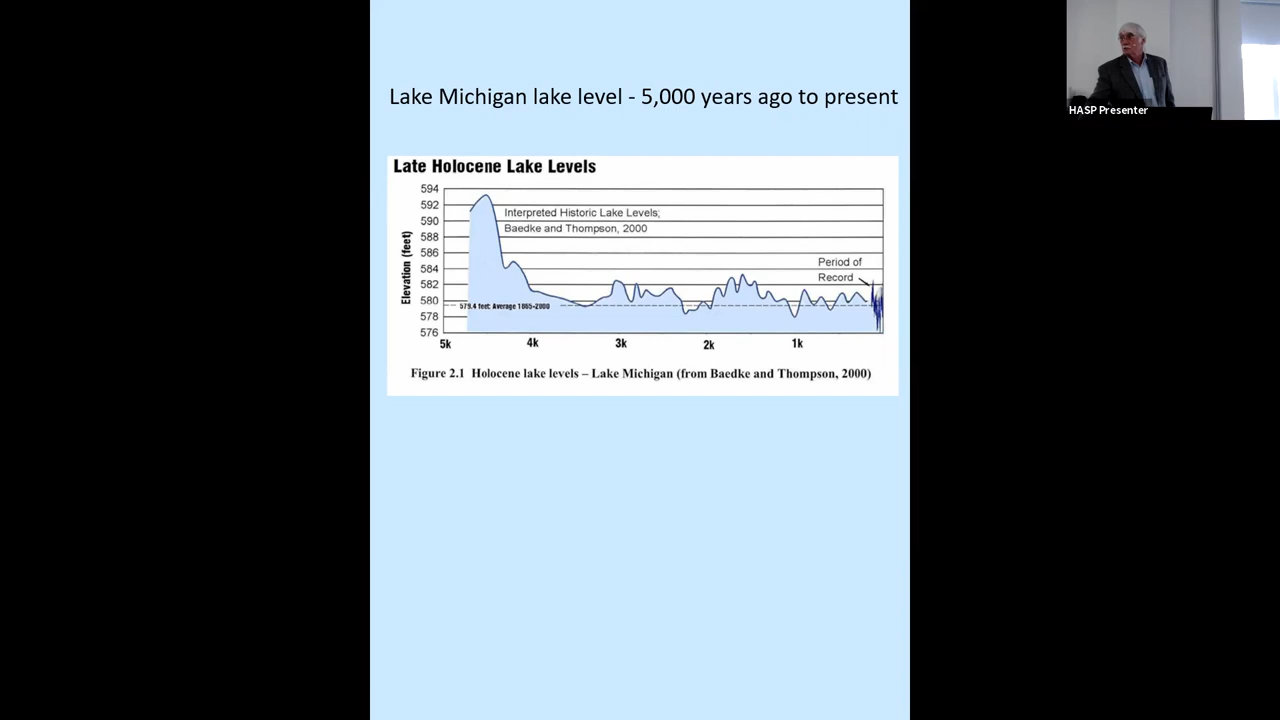 Lake Michigan lake level - 5,000 years ago to present
HASP Presenter
Late Holocene Lake Levels
594
592
590
588
586
584
582
580
578
576
Elevation (feet)
Interpreted Historic Lake Levels;
Baedke and Thompson, 2000
Period of
Record
579.4 feet: Average 1865-2000
5k 4k 3k 2k 1k
Figure 2.1 Holocene lake levels – Lake Michigan (from Baedke and Thompson, 2000)